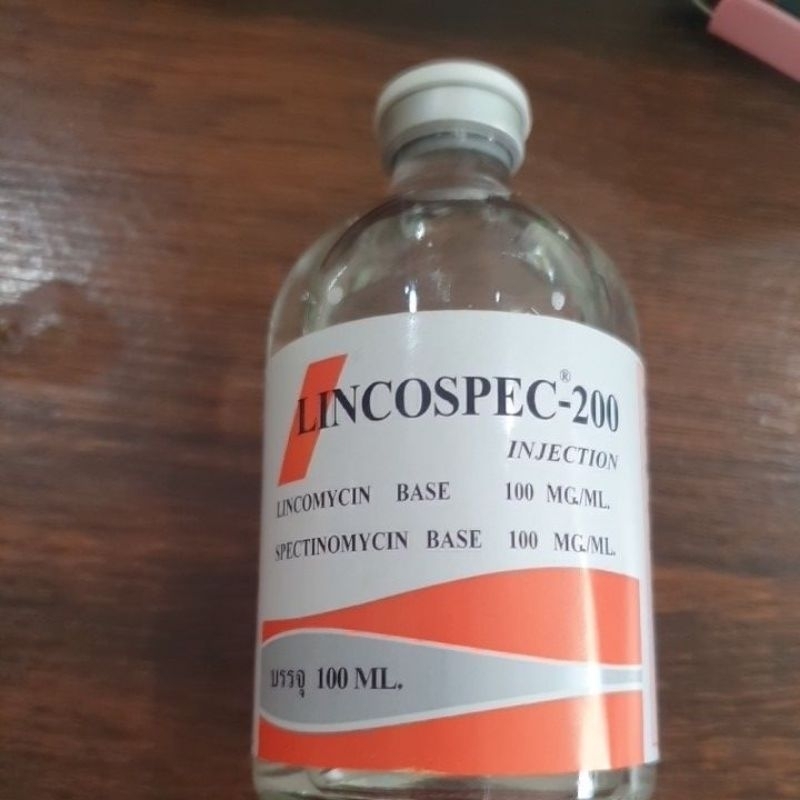 LINCOSPEC®-200
INJECTION
LINCOMYCIN BASE 100 MG/ML.
SPECTINOMYCIN BASE 100 MG/ML.
บรรจุ 100 ML.